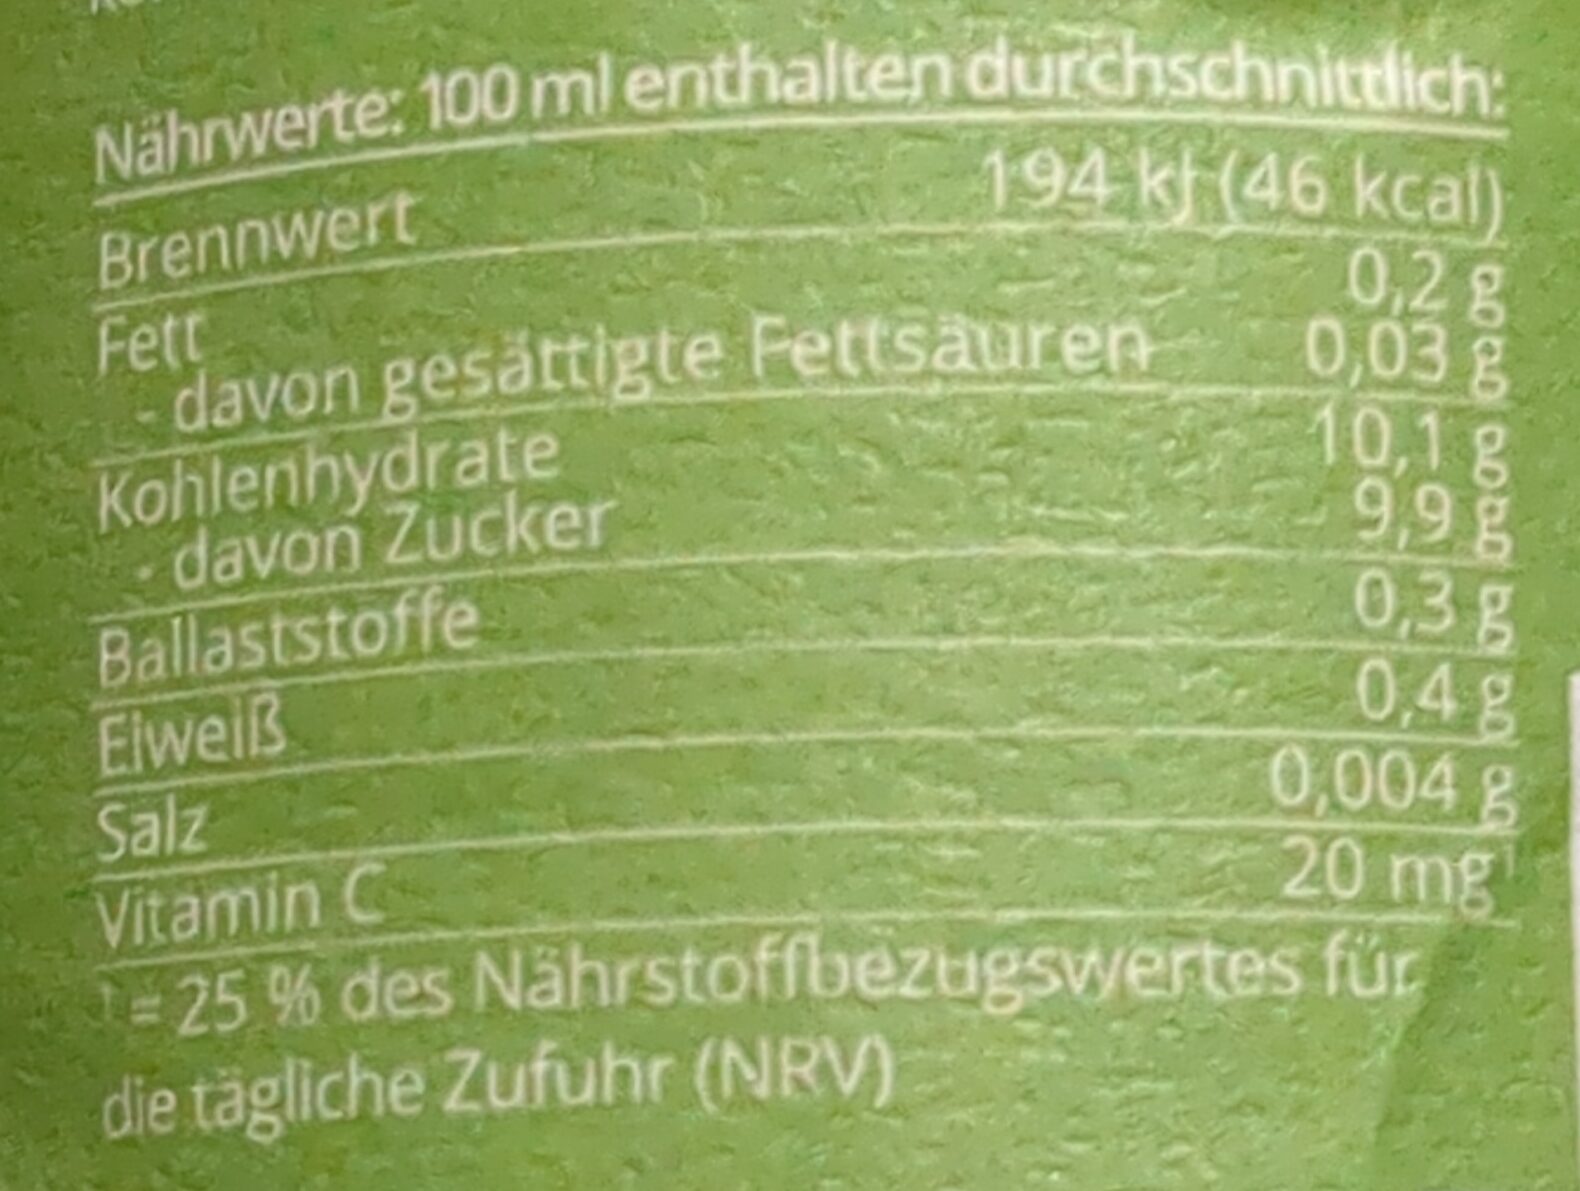 Nährwerte: 100 ml enthalten durchschnittlich:
Brennwert 194 kJ (46 kcal)
Fett 0,2 g
- davon gesättigte Fettsäuren 0,03 g
Kohlenhydrate 10,1 g
- davon Zucker 9,9 g
Ballaststoffe 0,3 g
Eiweiß 0,4 g
Salz 0,004 g
Vitamin C 20 mg¹
¹ = 25 % des Nährstoffbezugswertes für
die tägliche Zufuhr (NRV)